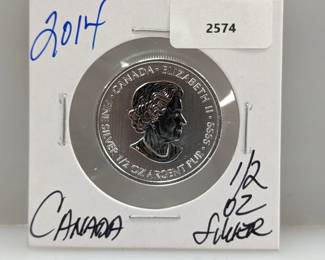 2014
2574
FINE SILVER 1/2 OZ ARGENT PUR 9999 · CANADA · ELIZABETH II
CANADA
1/2
OZ
SILVER